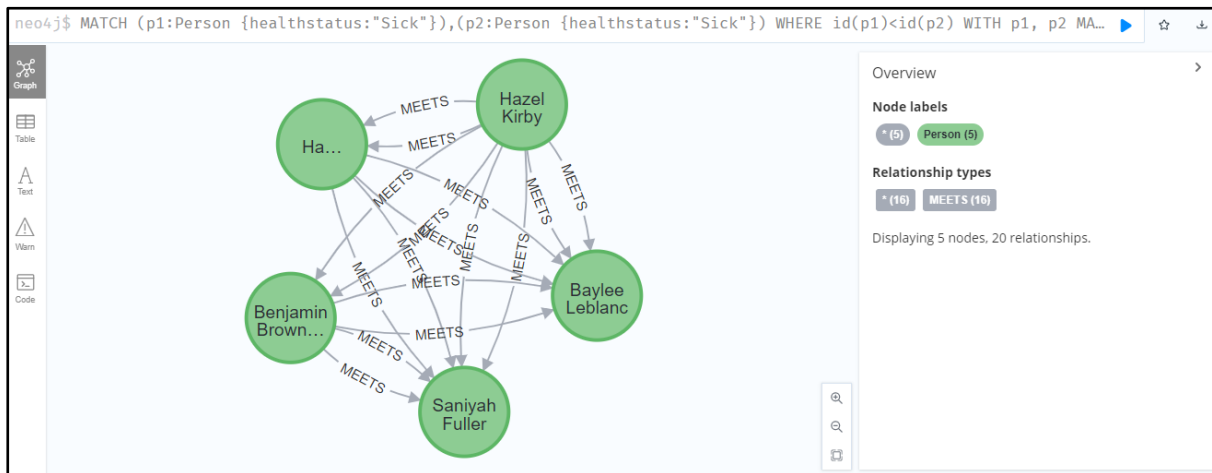 neo4j$ MATCH (p1:Person {healthstatus:"Sick"}),(p2:Person {healthstatus:"Sick"}) WHERE id(p1)<id(p2) WITH p1, p2 MA…
Graph
Table
Text
Warn
Code
MEETS
Hazel
Kirby
Ha…
MEETS
MEETS
MEETS
MEETS
MEETS
MEETS
MEETS
MEETS
MEETS
MEETS
MEETS
MEETS
Benjamin
Brown…
MEETS
Baylee
Leblanc
MEETS
MEETS
Saniyah
Fuller
Overview
Node labels
* (5) Person (5)
Relationship types
* (16) MEETS (16)
Displaying 5 nodes, 20 relationships.